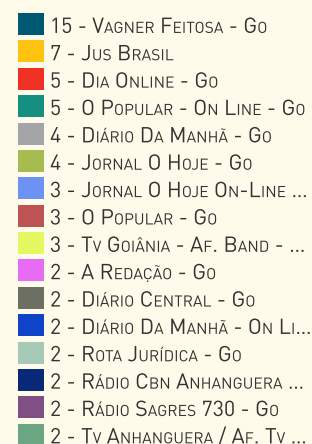 15 - Vagner Feitosa - Go
7 - Jus Brasil
5 - Dia Online - Go
5 - O Popular - On Line - Go
4 - Diário Da Manhã - Go
4 - Jornal O Hoje - Go
3 - Jornal O Hoje On-Line ...
3 - O Popular - Go
3 - Tv Goiânia - Af. Band - ...
2 - A Redação - Go
2 - Diário Central - Go
2 - Diário Da Manhã - On Li...
2 - Rota Jurídica - Go
2 - Rádio Cbn Anhanguera ...
2 - Rádio Sagres 730 - Go
2 - Tv Anhanguera / Af. Tv ...